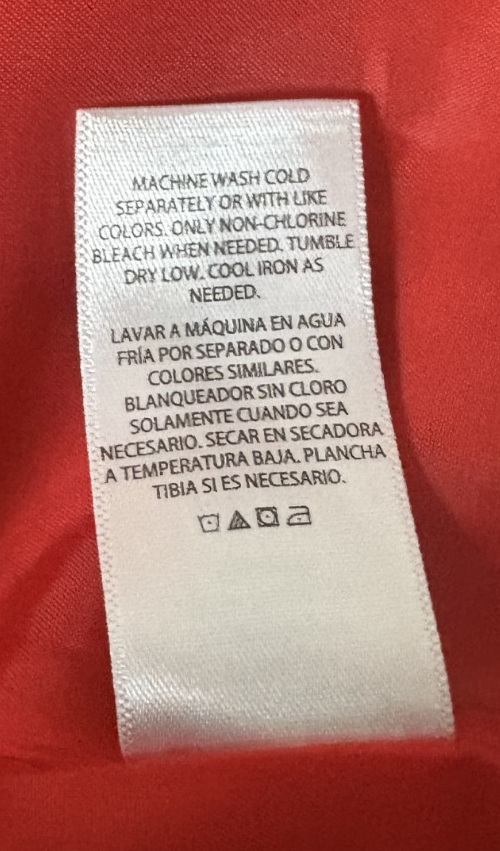 MACHINE WASH COLD
SEPARATELY OR WITH LIKE
COLORS. ONLY NON-CHLORINE
BLEACH WHEN NEEDED. TUMBLE
DRY LOW. COOL IRON AS
NEEDED.
LAVAR A MÁQUINA EN AGUA
FRÍA POR SEPARADO O CON
COLORES SIMILARES.
BLANQUEADOR SIN CLORO
SOLAMENTE CUANDO SEA
NECESARIO. SECAR EN SECADORA
A TEMPERATURA BAJA. PLANCHA
TIBIA SI ES NECESARIO.